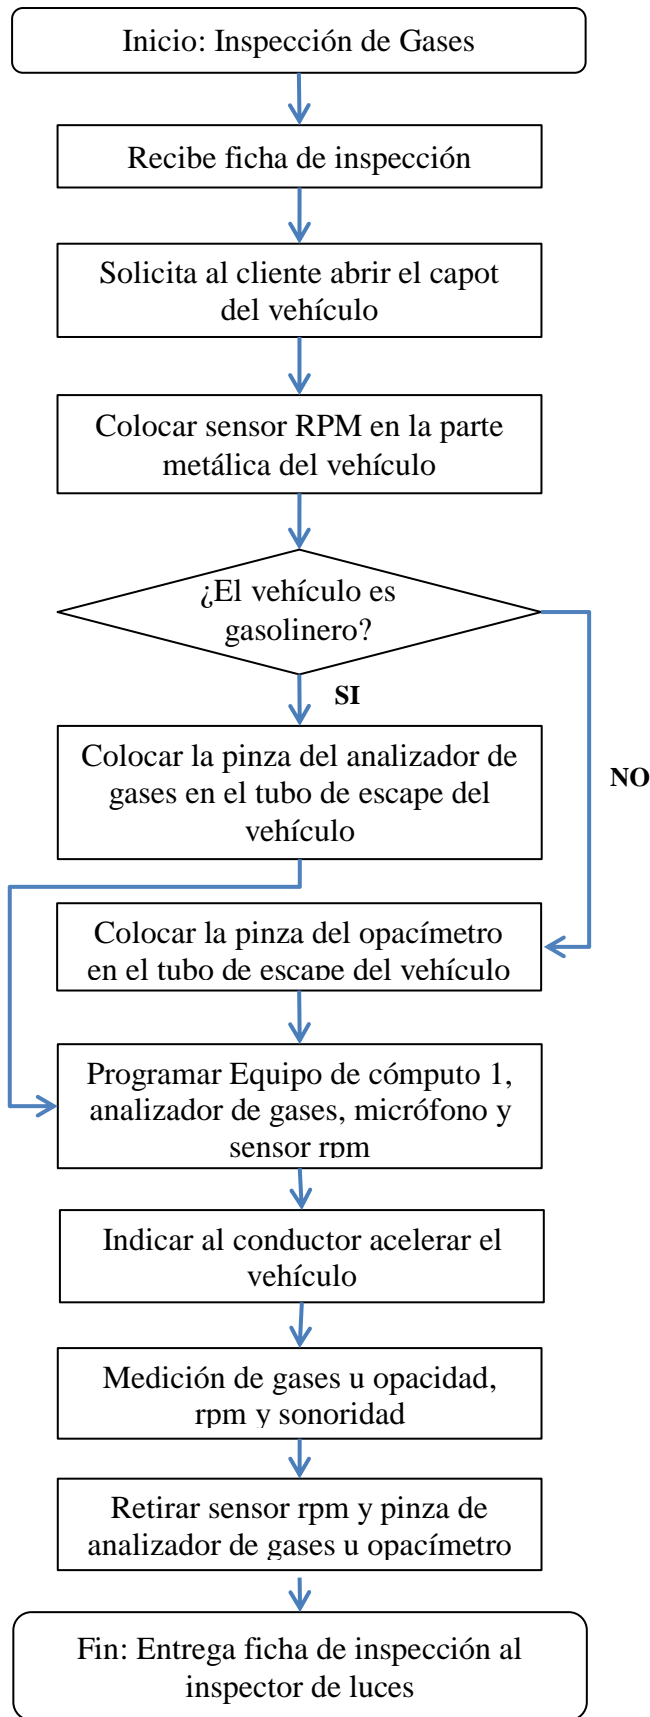 Inicio: Inspección de Gases
Recibe ficha de inspección
Solicita al cliente abrir el capot
del vehículo
Colocar sensor RPM en la parte
metálica del vehículo
¿El vehículo es
gasolinero?
SI
Colocar la pinza del analizador de
gases en el tubo de escape del
vehículo
NO
Colocar la pinza del opacímetro
en el tubo de escape del vehículo
Programar Equipo de cómputo 1,
analizador de gases, micrófono y
sensor rpm
Indicar al conductor acelerar el
vehículo
Medición de gases u opacidad,
rpm y sonoridad
Retirar sensor rpm y pinza de
analizador de gases u opacímetro
Fin: Entrega ficha de inspección al
inspector de luces